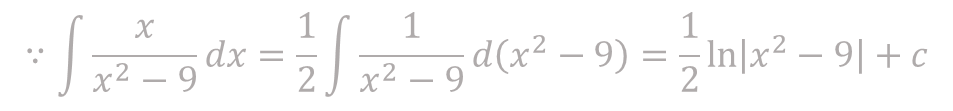 ∵ ∫ x/(x² − 9) dx = 1/2 ∫ 1/(x² − 9) d(x² − 9) = 1/2 ln|x² − 9| + c